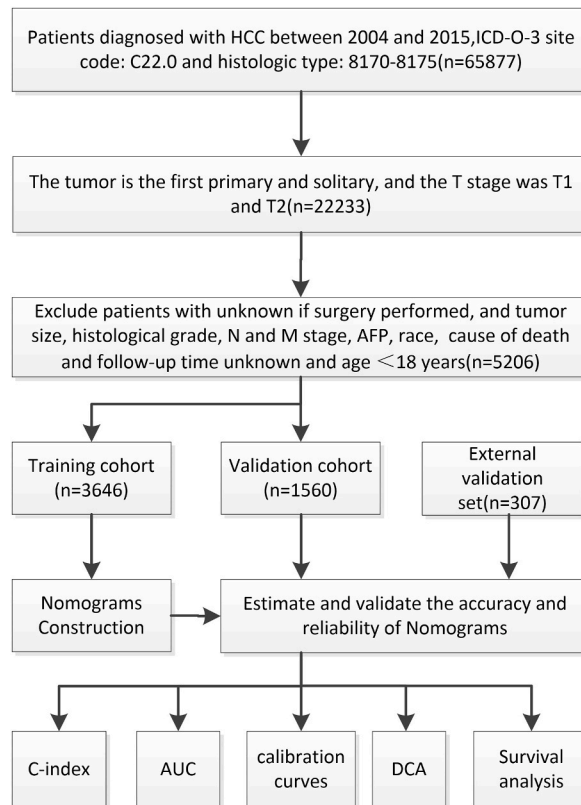 Patients diagnosed with HCC between 2004 and 2015,ICD-O-3 site
code: C22.0 and histologic type: 8170-8175(n=65877)
The tumor is the first primary and solitary, and the T stage was T1
and T2(n=22233)
Exclude patients with unknown if surgery performed, and tumor
size, histological grade, N and M stage, AFP, race, cause of death
and follow-up time unknown and age <18 years(n=5206)
Training cohort
(n=3646)
Validation cohort
(n=1560)
External
validation
set(n=307)
Nomograms
Construction
Estimate and validate the accuracy and
reliability of Nomograms
C-index
AUC
calibration
curves
DCA
Survival
analysis